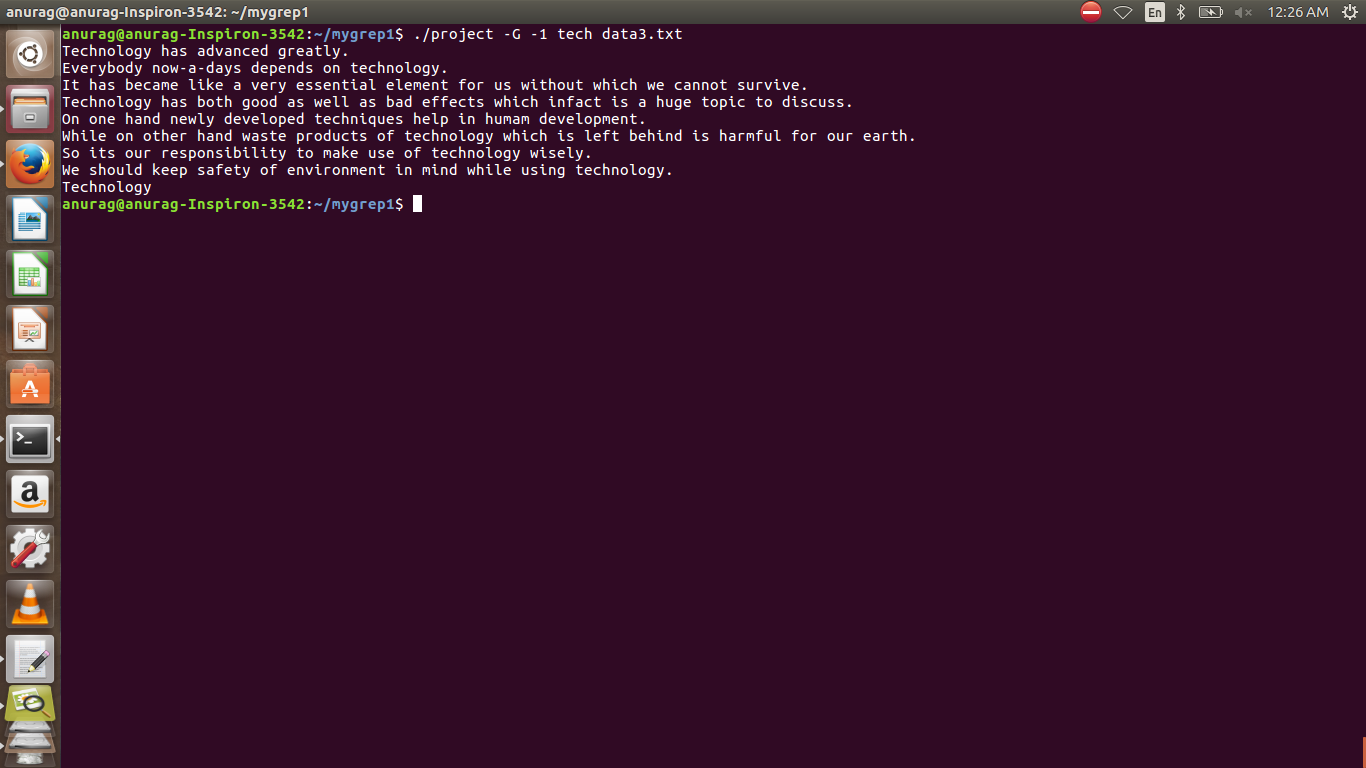 anurag@anurag-Inspiron-3542: ~/mygrep1
En
12:26 AM
anurag@anurag-Inspiron-3542:~/mygrep1$ ./project -G -1 tech data3.txt
Technology has advanced greatly.
Everybody now-a-days depends on technology.
It has became like a very essential element for us without which we cannot survive.
Technology has both good as well as bad effects which infact is a huge topic to discuss.
On one hand newly developed techniques help in humam development.
While on other hand waste products of technology which is left behind is harmful for our earth.
So its our responsibility to make use of technology wisely.
We should keep safety of environment in mind while using technology.
Technology
anurag@anurag-Inspiron-3542:~/mygrep1$